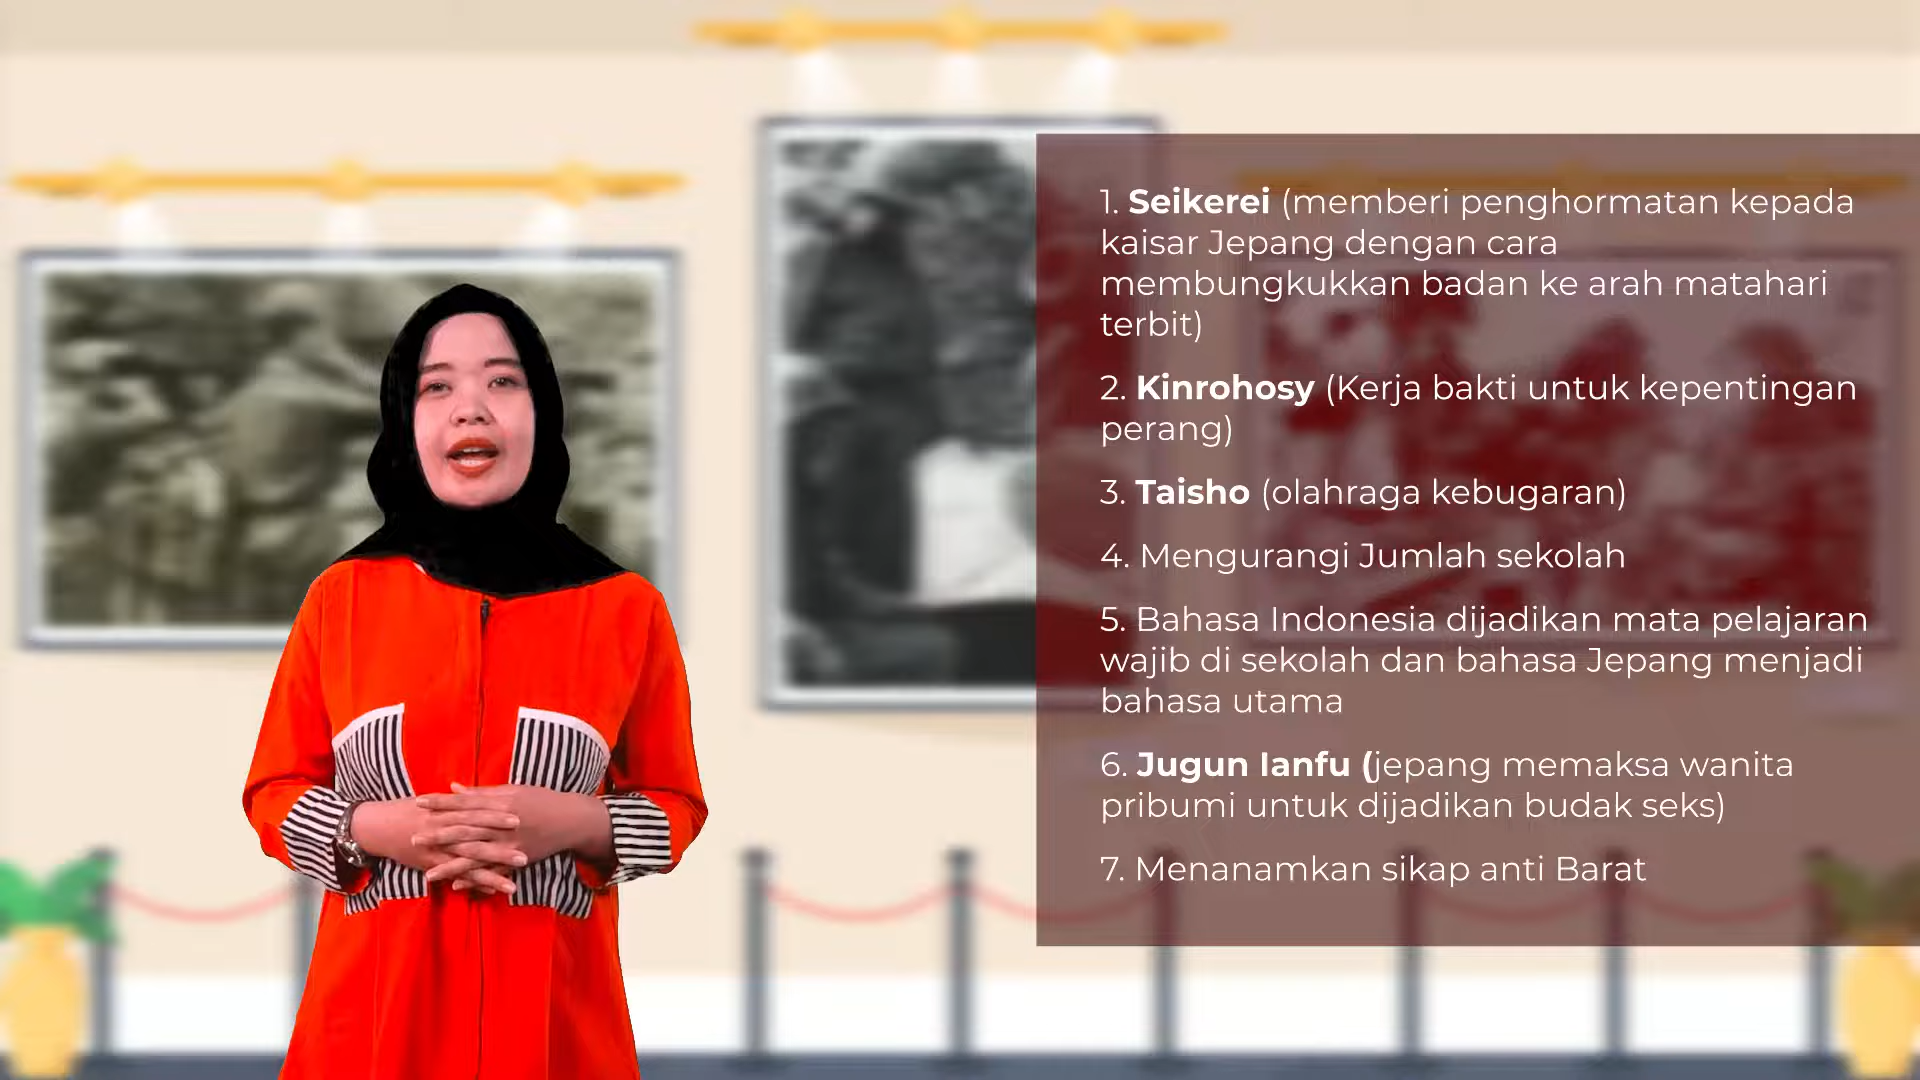 1. Seikerei (memberi penghormatan kepada
kaisar Jepang dengan cara
membungkukkan badan ke arah matahari
terbit)
2. Kinrohosy (Kerja bakti untuk kepentingan
perang)
3. Taisho (olahraga kebugaran)
4. Mengurangi Jumlah sekolah
5. Bahasa Indonesia dijadikan mata pelajaran
wajib di sekolah dan bahasa Jepang menjadi
bahasa utama
6. Jugun Ianfu (jepang memaksa wanita
pribumi untuk dijadikan budak seks)
7. Menanamkan sikap anti Barat